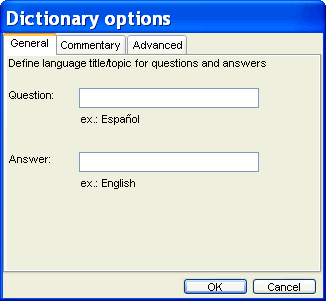 Dictionary options
General Commentary Advanced
Define language title/topic for questions and answers
Question:
ex.: Español
Answer:
ex.: English
OK Cancel